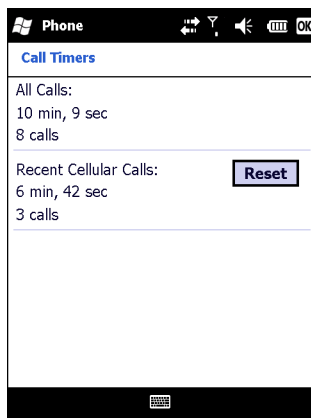 Phone
OK
Call Timers
All Calls:
10 min, 9 sec
8 calls
Recent Cellular Calls:
Reset
6 min, 42 sec
3 calls